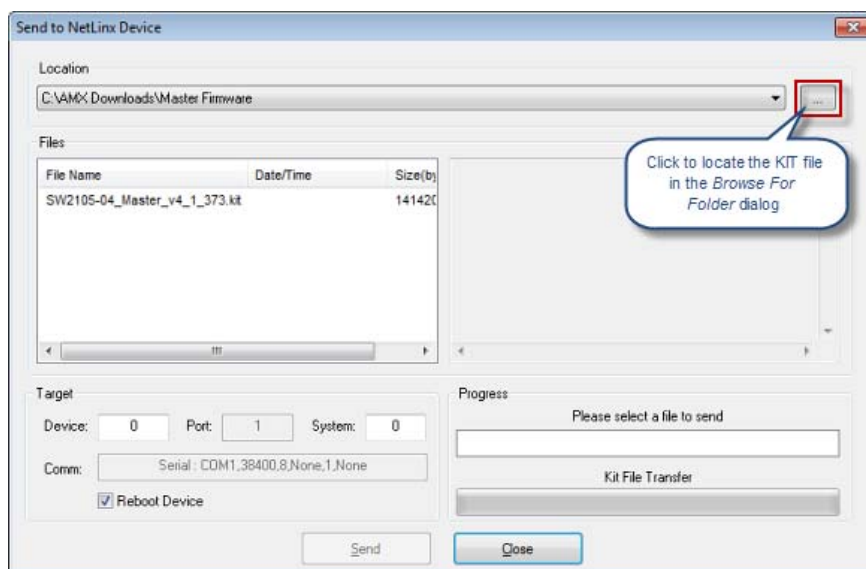 Send to NetLinx Device
Location
C:\AMX Downloads\Master Firmware
...
Click to locate the KIT file
in the Browse For
Folder dialog
Files
File Name Date/Time Size(by
SW2105-04_Master_v4_1_373.kit 141420
Target
Device: 0 Port: 1 System: 0
Comm: Serial : COM1,38400,8,None,1,None
Reboot Device
Progress
Please select a file to send
Kit File Transfer
Send Close